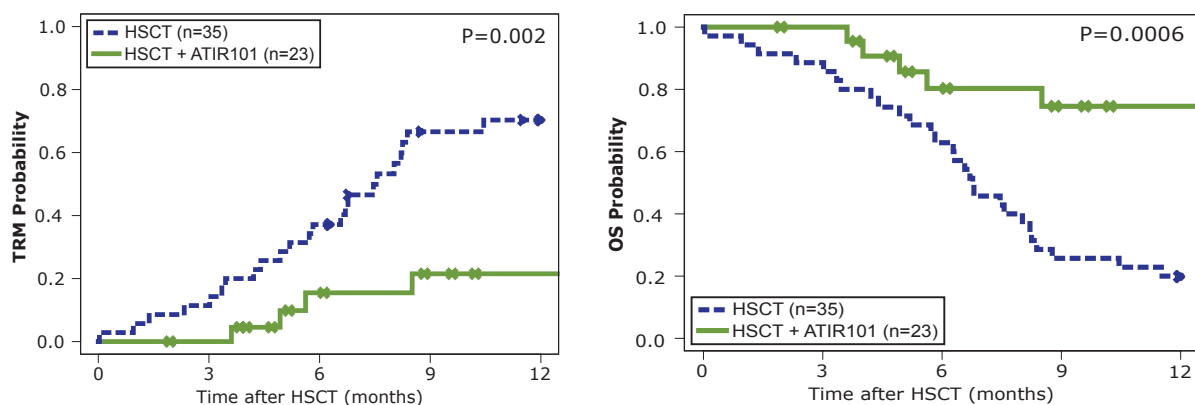 HSCT (n=35)
HSCT + ATIR101 (n=23)
P=0.002
TRM Probability
1.0
0.8
0.6
0.4
0.2
0.0
0 3 6 9 12
Time after HSCT (months)
P=0.0006
OS Probability
1.0
0.8
0.6
0.4
0.2
0.0
HSCT (n=35)
HSCT + ATIR101 (n=23)
0 3 6 9 12
Time after HSCT (months)